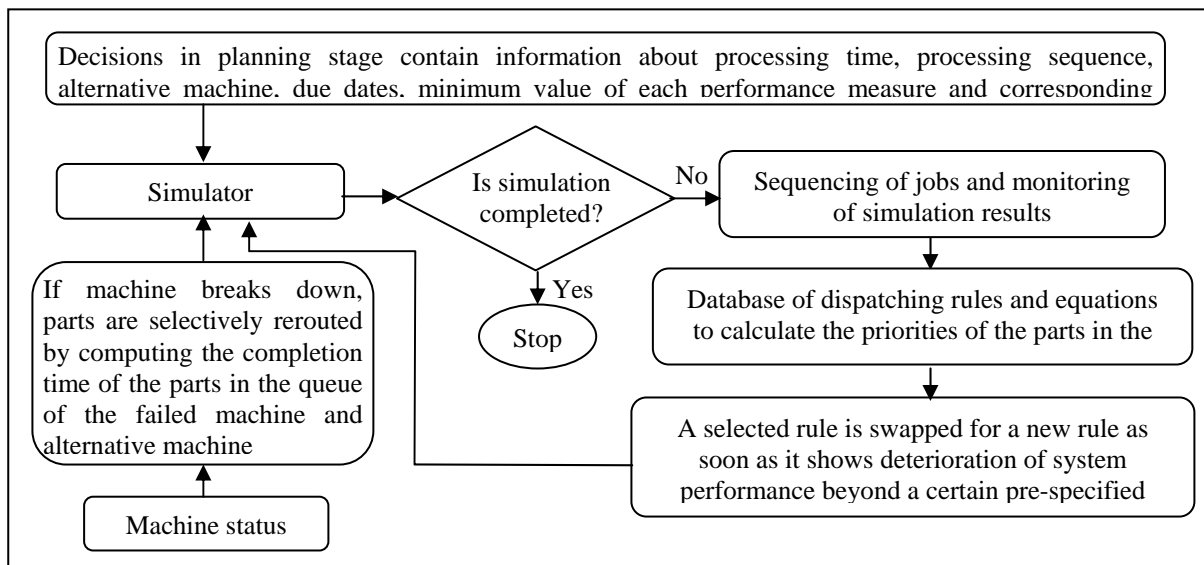 Decisions in planning stage contain information about processing time, processing sequence,
alternative machine, due dates, minimum value of each performance measure and corresponding
Simulator
Is simulation
completed?
No
Yes
Stop
Sequencing of jobs and monitoring
of simulation results
Database of dispatching rules and equations
to calculate the priorities of the parts in the
A selected rule is swapped for a new rule as
soon as it shows deterioration of system
performance beyond a certain pre-specified
If machine breaks down,
parts are selectively rerouted
by computing the completion
time of the parts in the queue
of the failed machine and
alternative machine
Machine status